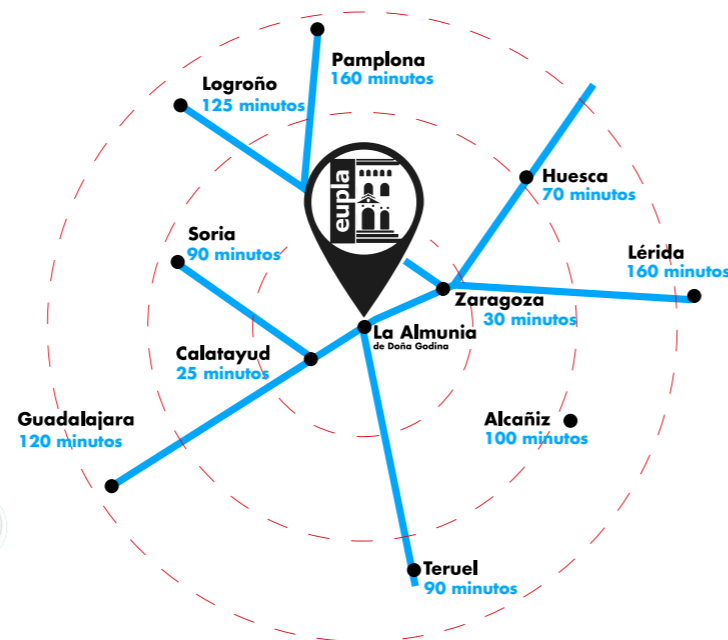 Pamplona
160 minutos
Logroño
125 minutos
eupla
Huesca
70 minutos
Soria
90 minutos
Lérida
160 minutos
Zaragoza
30 minutos
La Almunia
de Doña Godina
Calatayud
25 minutos
Guadalajara
120 minutos
Alcañiz
100 minutos
Teruel
90 minutos